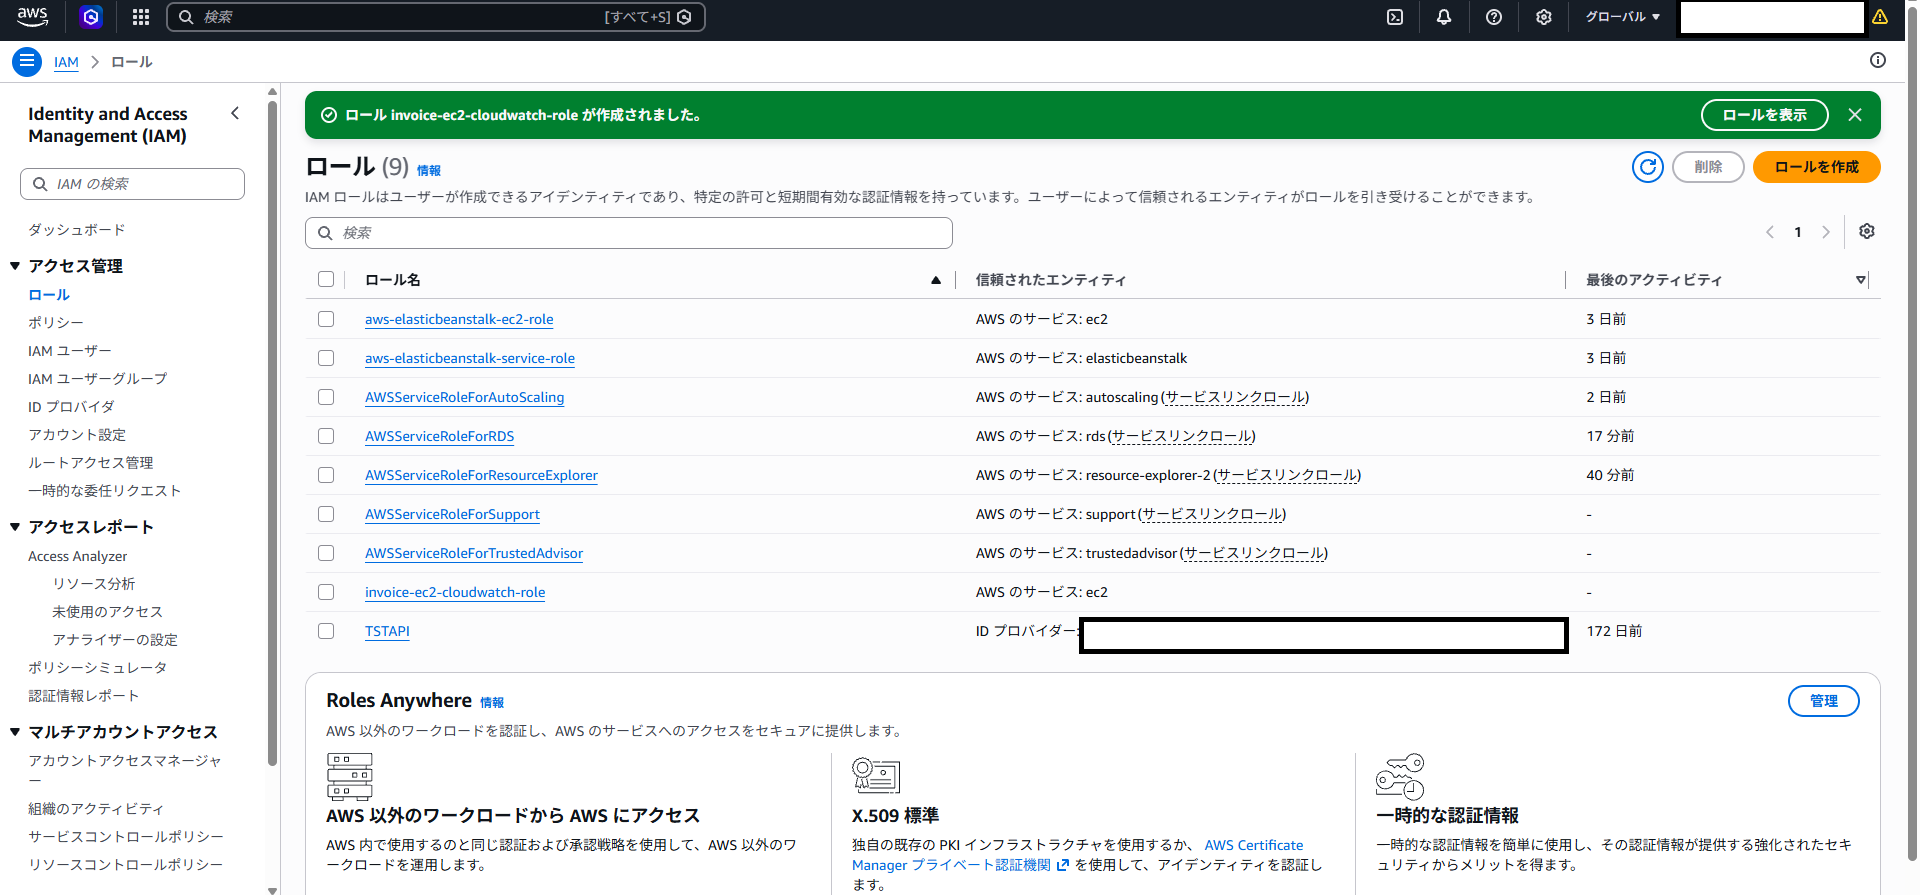 aws
検索
[すべて+S]
グローバル ▼
IAM > ロール
Identity and Access
Management (IAM)
IAM の検索
ダッシュボード
アクセス管理
ロール
ポリシー
IAM ユーザー
IAM ユーザーグループ
ID プロバイダ
アカウント設定
ルートアクセス管理
一時的な委任リクエスト
アクセスレポート
Access Analyzer
リソース分析
未使用のアクセス
アナライザーの設定
ポリシーシミュレータ
認証情報レポート
マルチアカウントアクセス
アカウントアクセスマネージャ
ー
組織のアクティビティ
サービスコントロールポリシー
リソースコントロールポリシー
ロール invoice-ec2-cloudwatch-role が作成されました。
ロールを表示
ロール (9) 情報
削除
ロールを作成
IAM ロールはユーザーが作成できるアイデンティティであり、特定の許可と短期間有効な認証情報を持っています。ユーザーによって信頼されるエンティティがロールを引き受けることができます。
検索
1
ロール名 信頼されたエンティティ 最後のアクティビティ
aws-elasticbeanstalk-ec2-role AWS のサービス: ec2 3 日前
aws-elasticbeanstalk-service-role AWS のサービス: elasticbeanstalk 3 日前
AWSServiceRoleForAutoScaling AWS のサービス: autoscaling (サービスリンクロール) 2 日前
AWSServiceRoleForRDS AWS のサービス: rds (サービスリンクロール) 17 分前
AWSServiceRoleForResourceExplorer AWS のサービス: resource-explorer-2 (サービスリンクロール) 40 分前
AWSServiceRoleForSupport AWS のサービス: support (サービスリンクロール) -
AWSServiceRoleForTrustedAdvisor AWS のサービス: trustedadvisor (サービスリンクロール) -
invoice-ec2-cloudwatch-role AWS のサービス: ec2 -
TSTAPI ID プロバイダー: 172 日前
Roles Anywhere 情報
管理
AWS 以外のワークロードを認証し、AWS のサービスへのアクセスをセキュアに提供します。
AWS 以外のワークロードから AWS にアクセス
AWS 内で使用するのと同じ認証および承認戦略を使用して、AWS 以外のワ
ークロードを運用します。
X.509 標準
独自の既存の PKI インフラストラクチャを使用するか、 AWS Certificate
Manager プライベート認証機関 を使用して、アイデンティティを認証し
ます。
一時的な認証情報
一時的な認証情報を簡単に使用し、その認証情報が提供する強化されたセキ
ュリティからメリットを得ます。